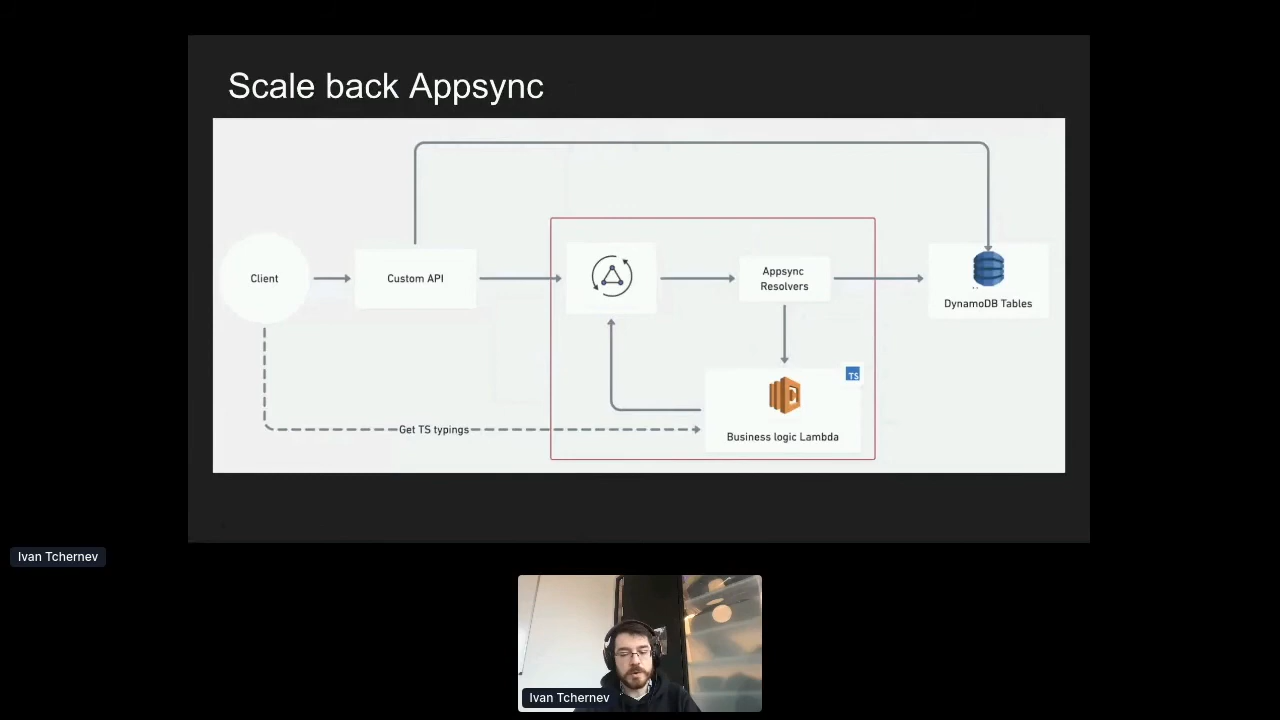 Scale back Appsync
Client
Custom API
Appsync
Resolvers
DynamoDB Tables
TS
Get TS typings
Business logic Lambda
Ivan Tchernev
Ivan Tchernev